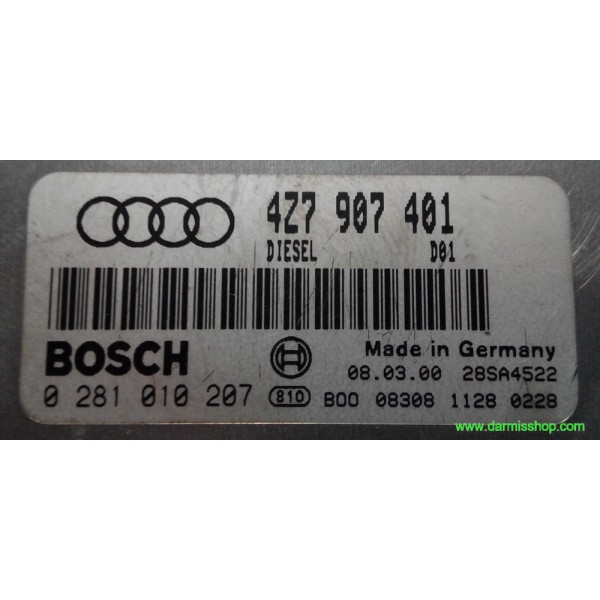 4Z7 907 401
DIESEL D01
BOSCH
Made in Germany
08.03.00 28SA4522
0 281 010 207 810 B00 08308 1128 0228
www.darmisshop.com